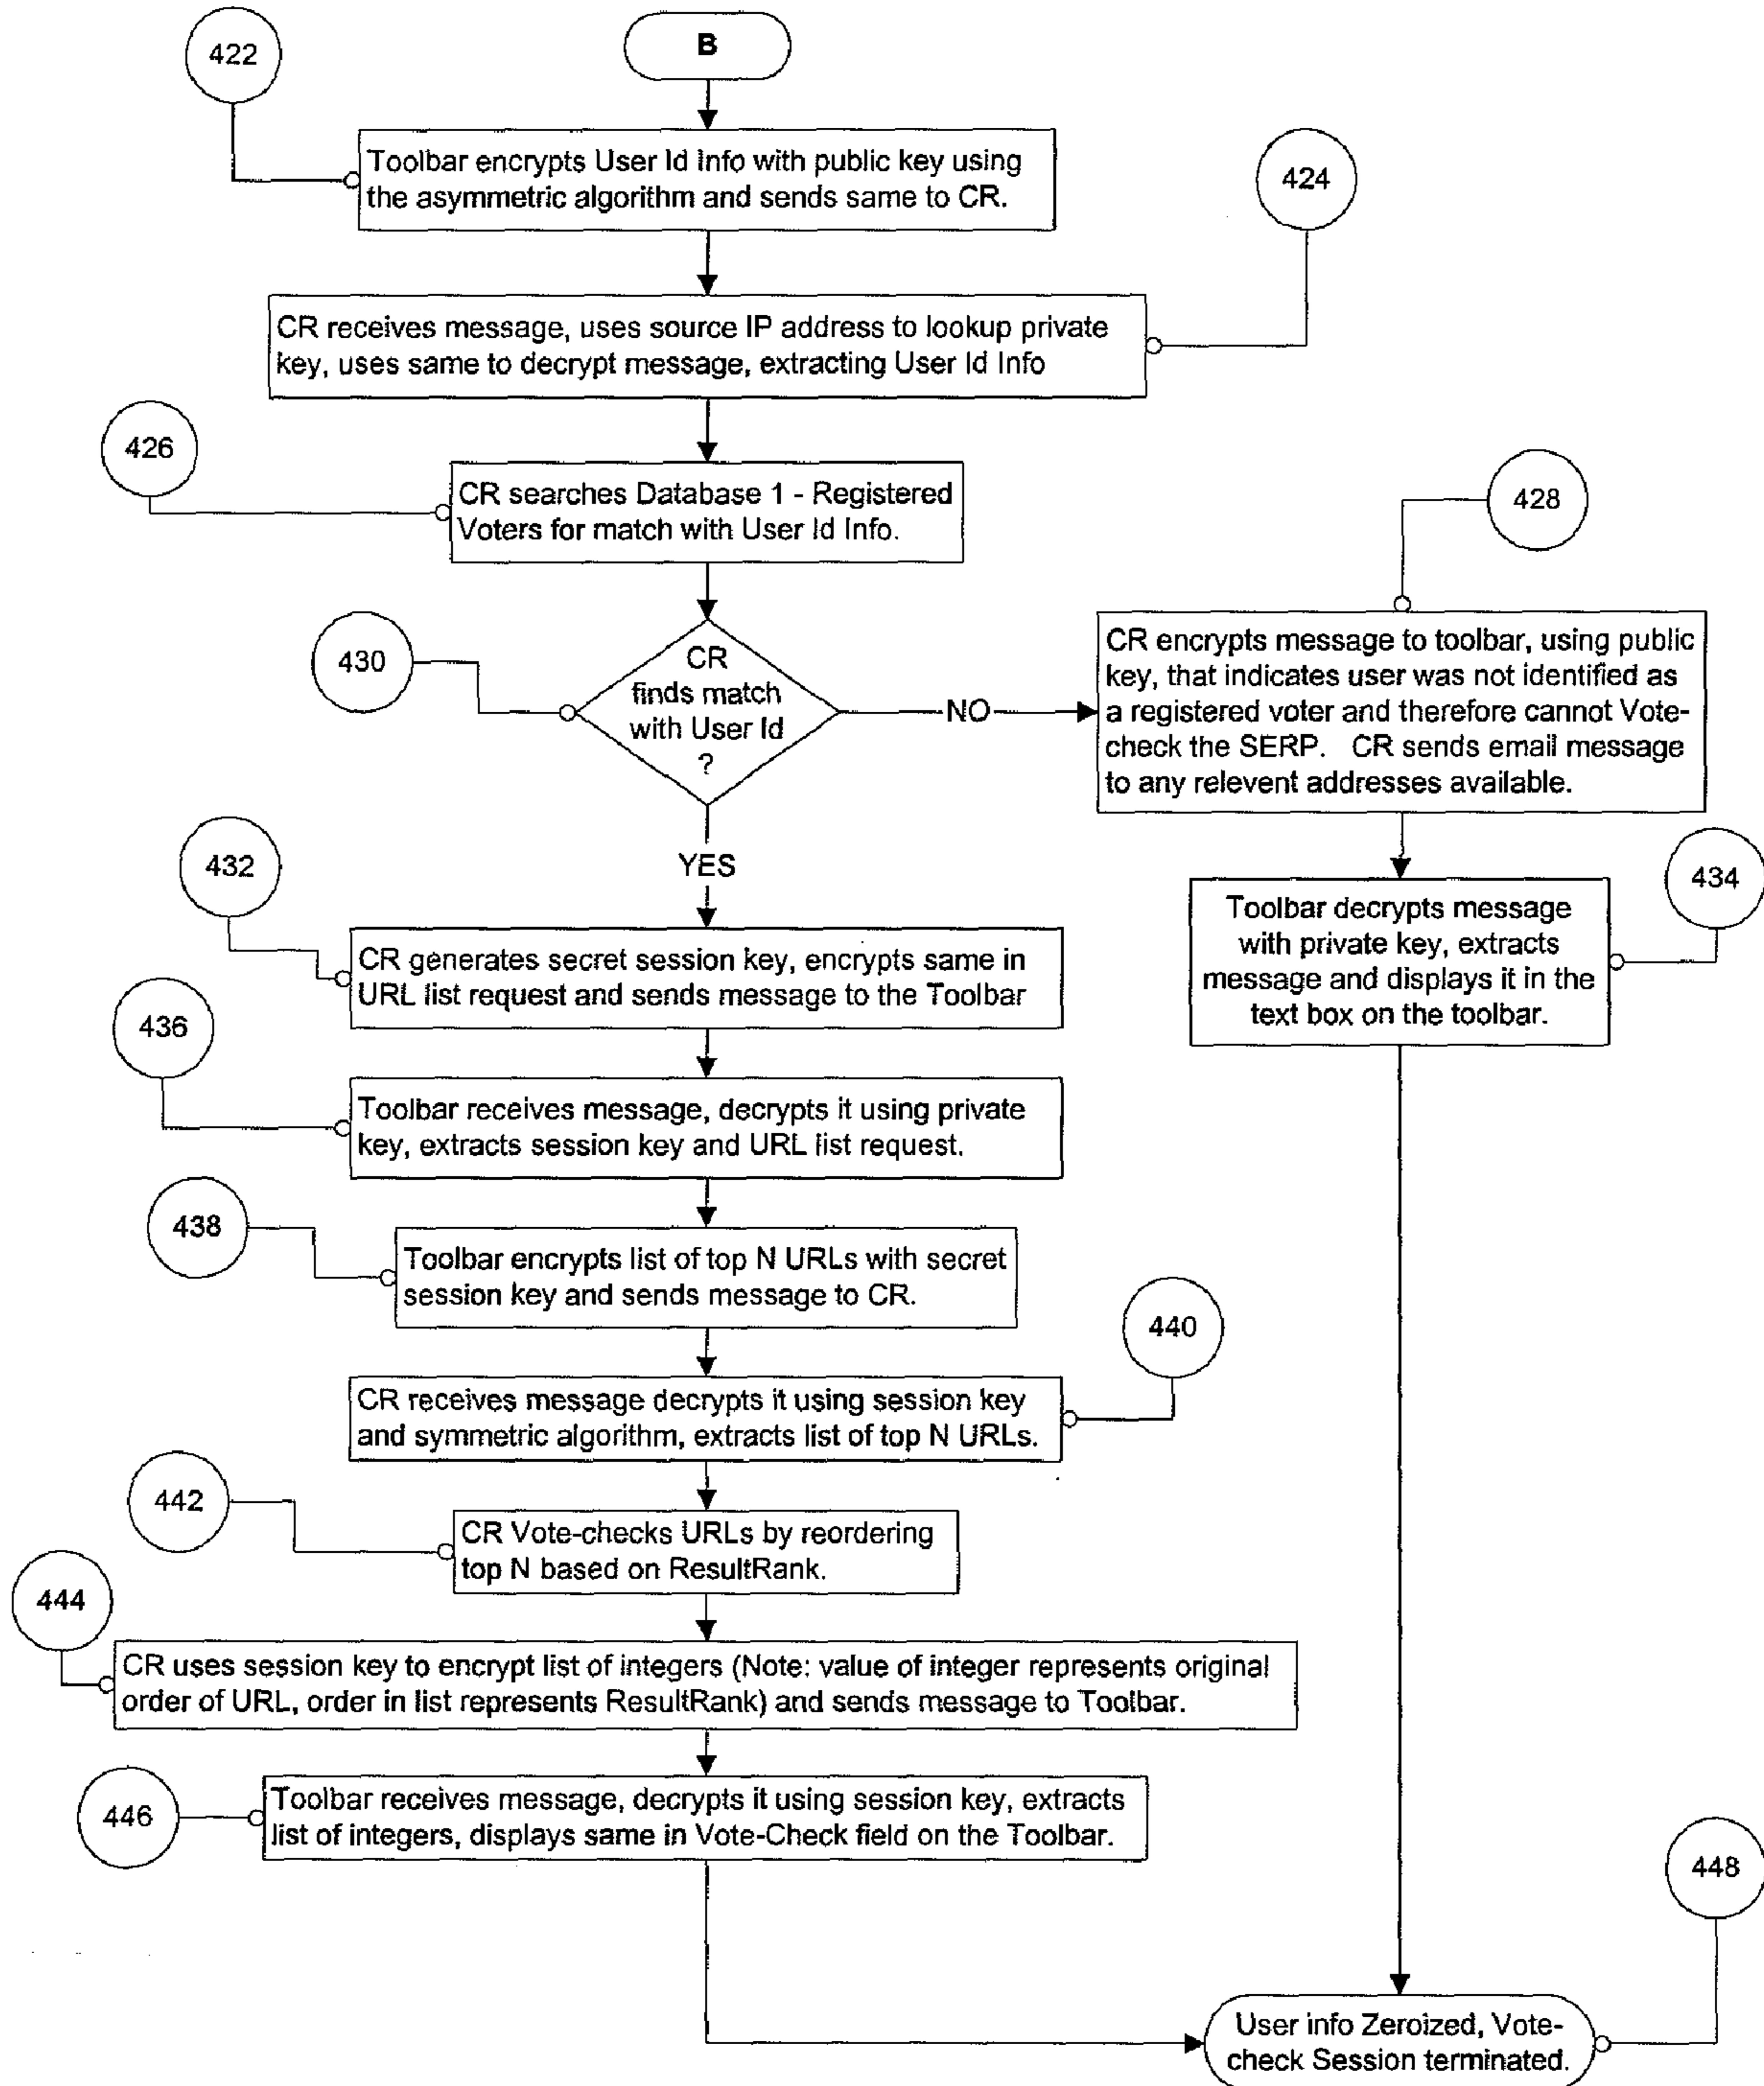 422
B
Toolbar encrypts User Id Info with public key using
the asymmetric algorithm and sends same to CR.
424
CR receives message, uses source IP address to lookup private
key, uses same to decrypt message, extracting User Id Info
426
CR searches Database 1 - Registered
Voters for match with User Id Info.
428
430
CR
finds match
with User Id
?
NO
CR encrypts message to toolbar, using public
key, that indicates user was not identified as
a registered voter and therefore cannot Vote-
check the SERP. CR sends email message
to any relevent addresses available.
YES
432
434
Toolbar decrypts message
with private key, extracts
message and displays it in the
text box on the toolbar.
CR generates secret session key, encrypts same in
URL list request and sends message to the Toolbar
436
Toolbar receives message, decrypts it using private
key, extracts session key and URL list request.
438
Toolbar encrypts list of top N URLs with secret
session key and sends message to CR.
440
CR receives message decrypts it using session key
and symmetric algorithm, extracts list of top N URLs.
442
CR Vote-checks URLs by reordering
top N based on ResultRank.
444
CR uses session key to encrypt list of integers (Note: value of integer represents original
order of URL, order in list represents ResultRank) and sends message to Toolbar.
446
Toolbar receives message, decrypts it using session key, extracts
list of integers, displays same in Vote-Check field on the Toolbar.
448
User info Zeroized, Vote-
check Session terminated.